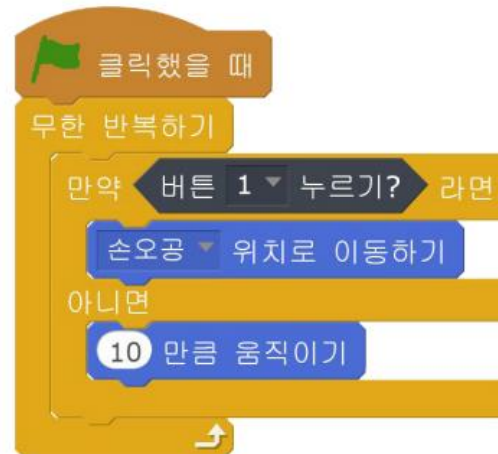 클릭했을 때
무한 반복하기
만약 버튼 1 누르기? 라면
손오공 위치로 이동하기
아니면
10 만큼 움직이기